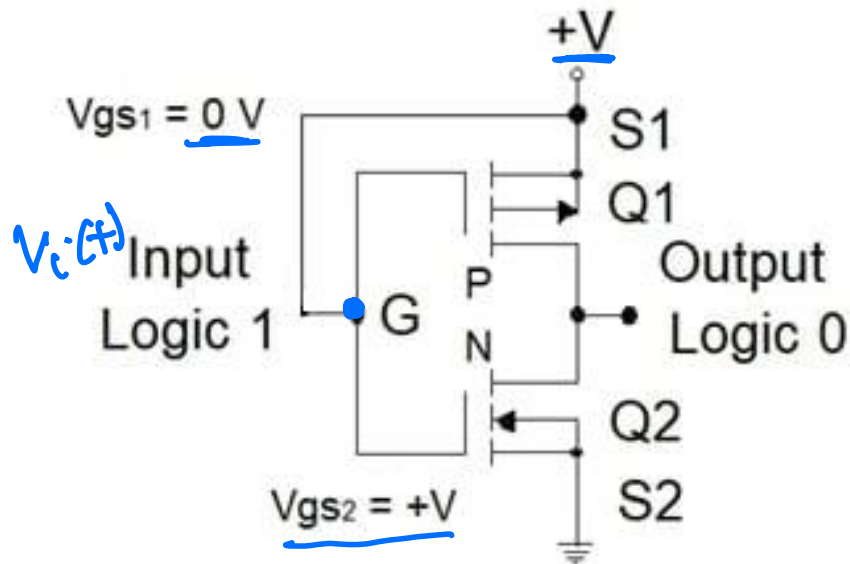 +V
Vgs1 = 0 V
S1
Q1
Vi(t)
Input
Logic 1
G
P
N
Output
Logic 0
Q2
S2
Vgs2 = +V